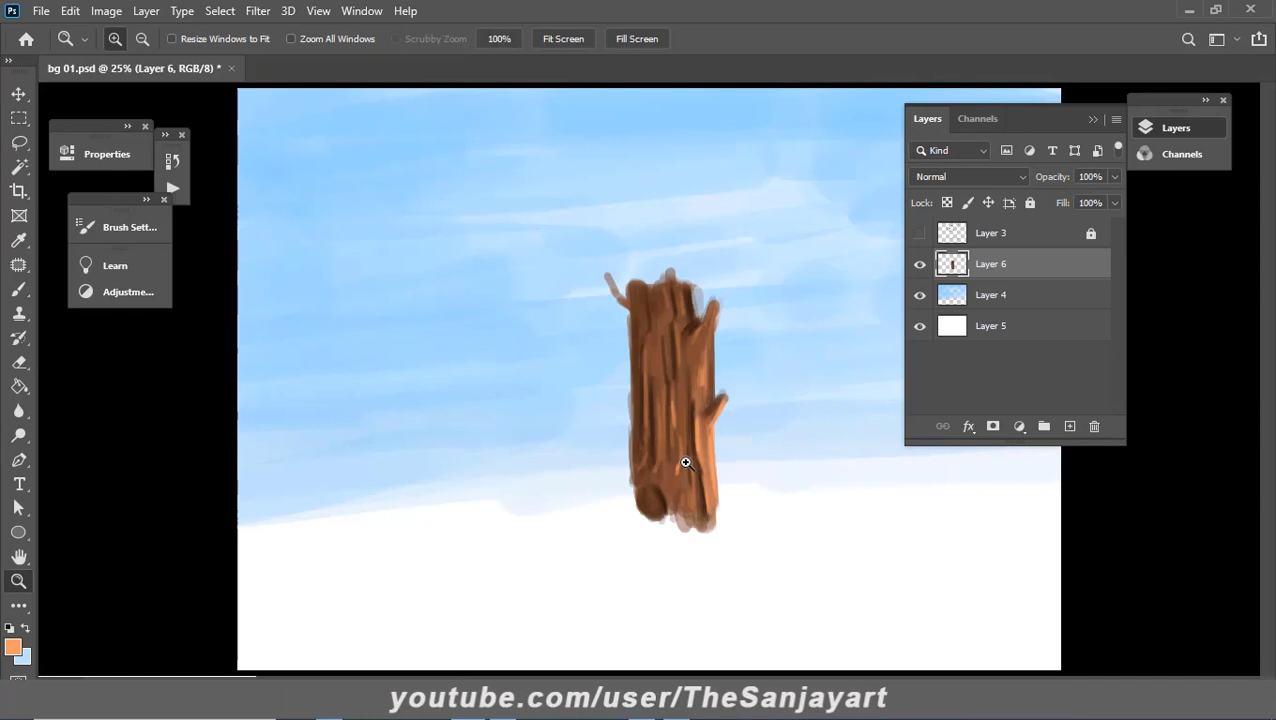 Ps File Edit Image Layer Type Select Filter 3D View Window Help
Resize Windows to Fit Zoom All Windows Scrubby Zoom 100% Fit Screen Fill Screen
bg 01.psd @ 25% (Layer 6, RGB/8) * ×
Properties
Brush Sett...
Learn
Adjustme...
Layers Channels
Kind
Normal Opacity: 100%
Lock: Fill: 100%
Layer 3
Layer 6
Layer 4
Layer 5
Layers
Channels
youtube.com/user/TheSanjayart